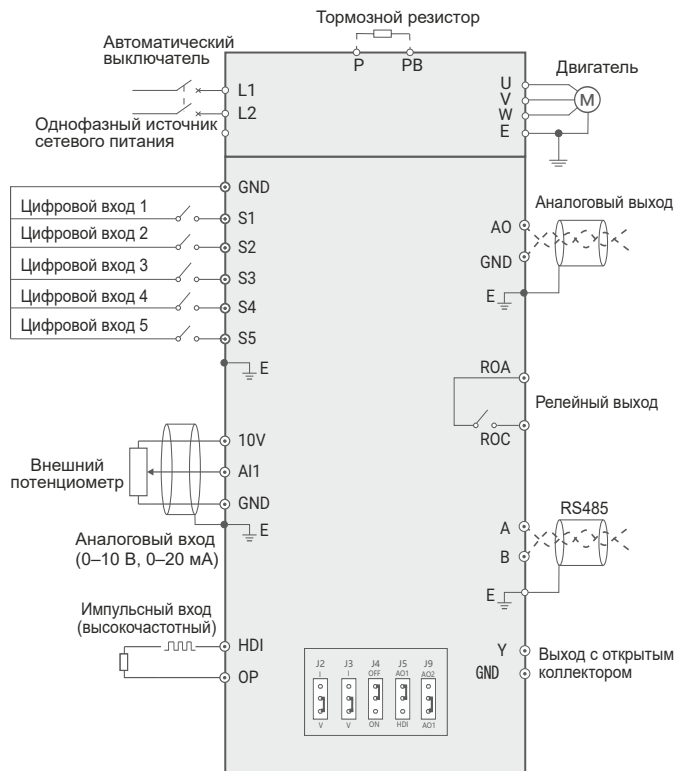 Тормозной резистор
Автоматический
выключатель
P
PB
L1
L2
Однофазный источник
сетевого питания
U
V
W
E
M
Двигатель
GND
Цифровой вход 1
S1
Цифровой вход 2
S2
Цифровой вход 3
S3
Цифровой вход 4
S4
Цифровой вход 5
S5
E
Аналоговый выход
AO
GND
E
ROA
Релейный выход
ROC
10V
Внешний
потенциометр
AI1
GND
E
Аналоговый вход
(0–10 В, 0–20 мА)
RS485
A
B
E
Импульсный вход
(высокочастотный)
HDI
OP
J2 J3 J4 J5 J9
I I OFF AO1 AO2
V V ON HDI AO1
Y
GND
Выход с открытым
коллектором